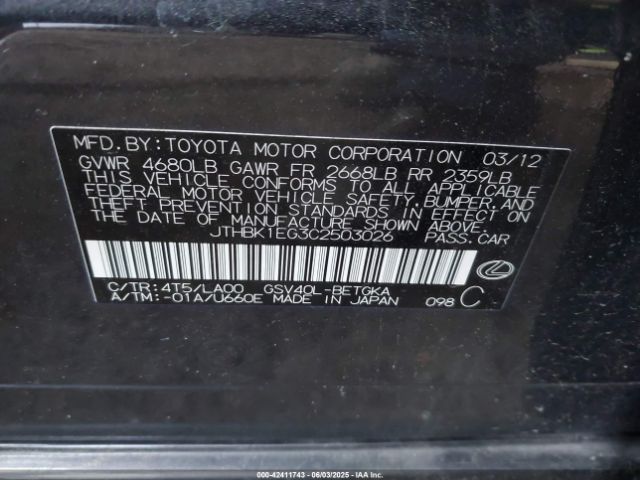 MFD.BY:TOYOTA MOTOR CORPORATION 03/12
GVWR 4680LB GAWR FR 2668LB RR 2359LB
THIS VEHICLE CONFORMS TO ALL APPLICABLE
FEDERAL MOTOR VEHICLE SAFETY,BUMPER,AND
THEFT PREVENTION STANDARDS IN EFFECT ON
THE DATE OF MANUFACTURE SHOWN ABOVE.
JTHBK1EG3C2503026 PASS.CAR
C/TR:4T5/LA00 GSV40L-BETGKA
A/TM:-01A/U660E MADE IN JAPAN 098 C
000-42411743 - 06/03/2025 - IAA Inc.